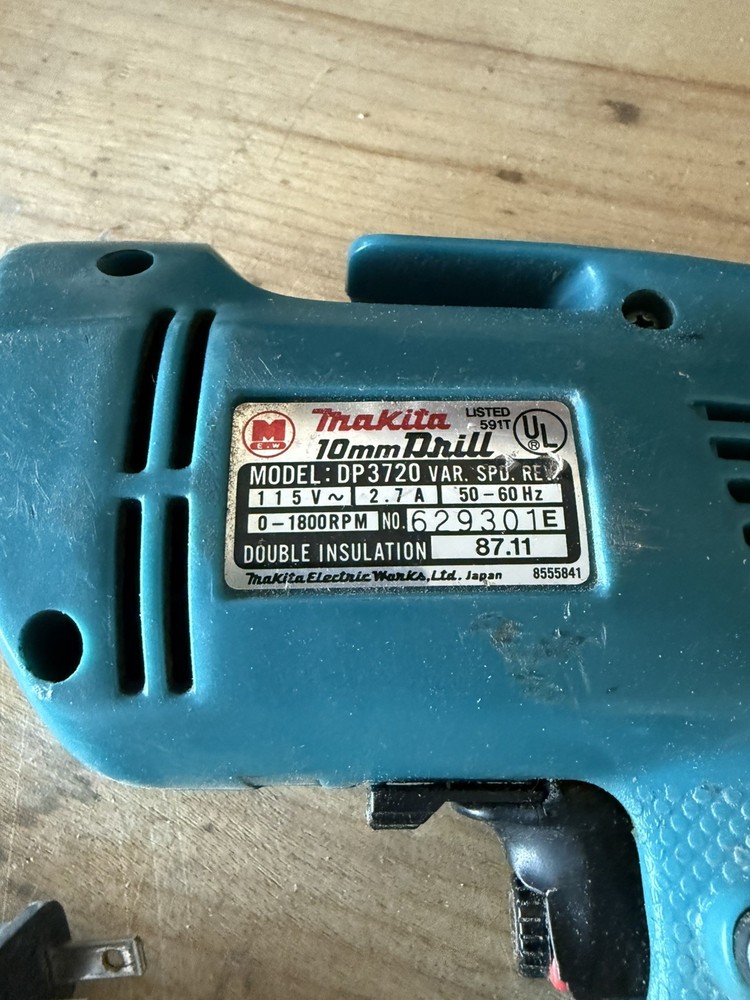 M
E.W
Makita
LISTED
591T
UL
®
10mm Drill
MODEL: DP3720 VAR. SPD. REV.
115V~ 2.7A 50-60Hz
0-1800RPM NO. 629301E
DOUBLE INSULATION 87.11
Makita Electric Works, Ltd. Japan 8555841